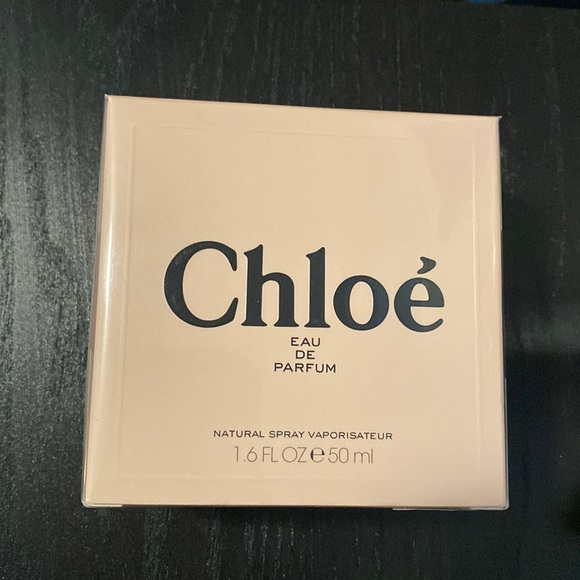 Chloé
EAU
DE
PARFUM
NATURAL SPRAY VAPORISATEUR
1.6 FL OZ ℮ 50 ml